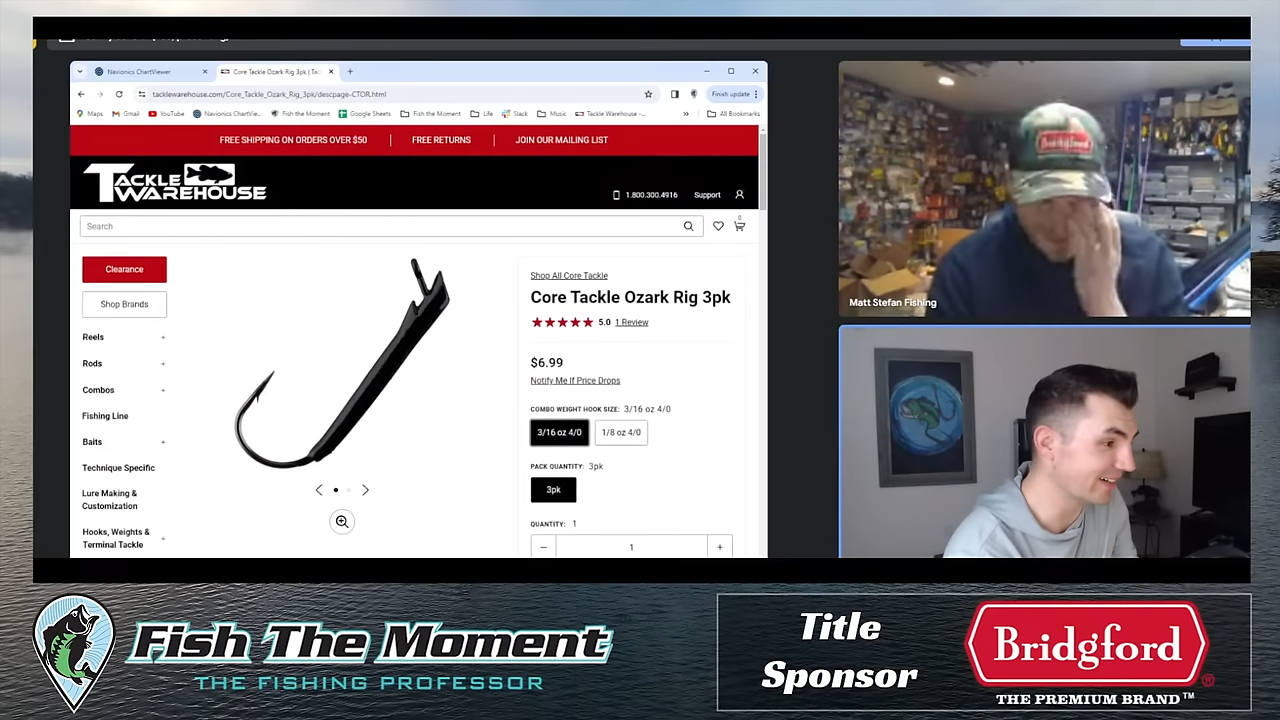 Navionics ChartViewer
Core Tackle Ozark Rig 3pk | Tac
tacklewarehouse.com/Core_Tackle_Ozark_Rig_3pk/descpage-CTOR.html
Finish update
Maps
Gmail
YouTube
Navionics ChartVie...
Fish the Moment
Google Sheets
Fish the Moment
Life
Slack
Music
Tackle Warehouse -...
»
All Bookmarks
FREE SHIPPING ON ORDERS OVER $50
FREE RETURNS
JOIN OUR MAILING LIST
TACKLE
WAREHOUSE
1.800.300.4916
Support
Search
0
Clearance
Shop Brands
Reels +
Rods +
Combos +
Fishing Line
Baits +
Technique Specific
Lure Making &
Customization
Hooks, Weights &
Terminal Tackle +
Shop All Core Tackle
Core Tackle Ozark Rig 3pk
5.0 1 Review
$6.99
Notify Me If Price Drops
COMBO WEIGHT HOOK SIZE: 3/16 oz 4/0
3/16 oz 4/0
1/8 oz 4/0
PACK QUANTITY: 3pk
3pk
QUANTITY: 1
− 1 +
Bridgford
Matt Stefan Fishing
Fish The Moment
THE FISHING PROFESSOR
Title
Sponsor
Bridgford
®
THE PREMIUM BRAND™